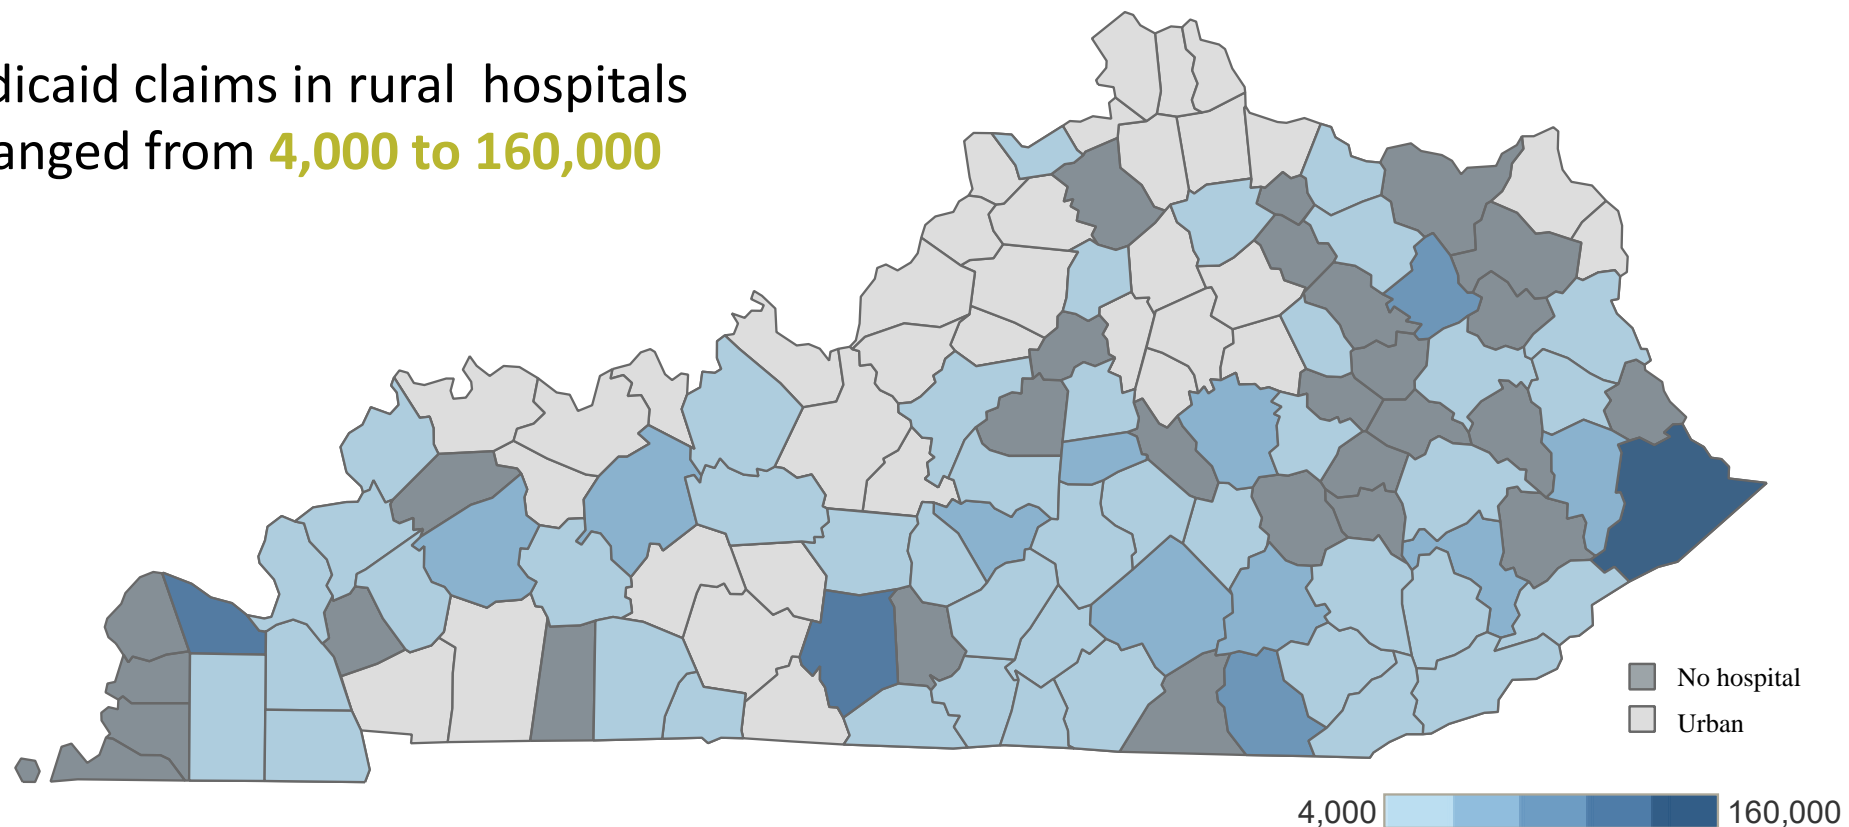 dicaid claims in rural hospitals
anged from 4,000 to 160,000
No hospital
Urban
4,000
160,000